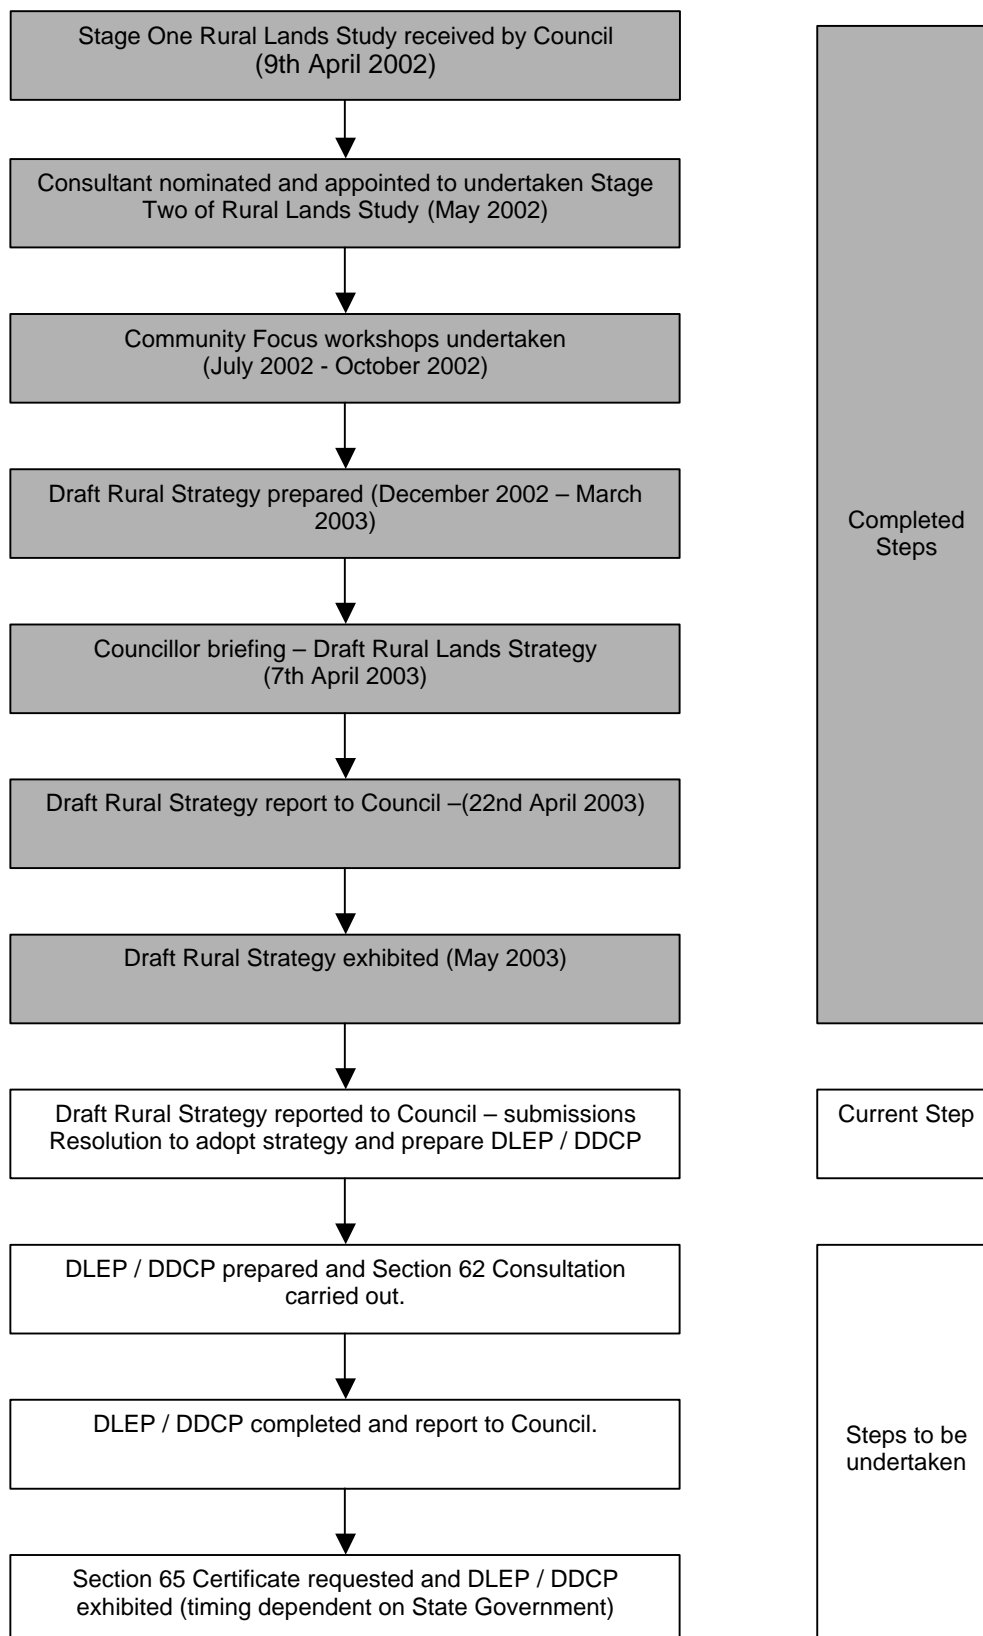 Stage One Rural Lands Study received by Council
(9th April 2002)
Consultant nominated and appointed to undertaken Stage
Two of Rural Lands Study (May 2002)
Community Focus workshops undertaken
(July 2002 - October 2002)
Draft Rural Strategy prepared (December 2002 – March
2003)
Councillor briefing – Draft Rural Lands Strategy
(7th April 2003)
Draft Rural Strategy report to Council –(22nd April 2003)
Draft Rural Strategy exhibited (May 2003)
Completed
Steps
Draft Rural Strategy reported to Council – submissions
Resolution to adopt strategy and prepare DLEP / DDCP
Current Step
DLEP / DDCP prepared and Section 62 Consultation
carried out.
DLEP / DDCP completed and report to Council.
Section 65 Certificate requested and DLEP / DDCP
exhibited (timing dependent on State Government)
Steps to be
undertaken